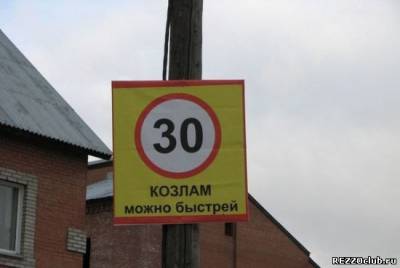 30
КОЗЛАМ
можно быстрей
REZZOclub.ru